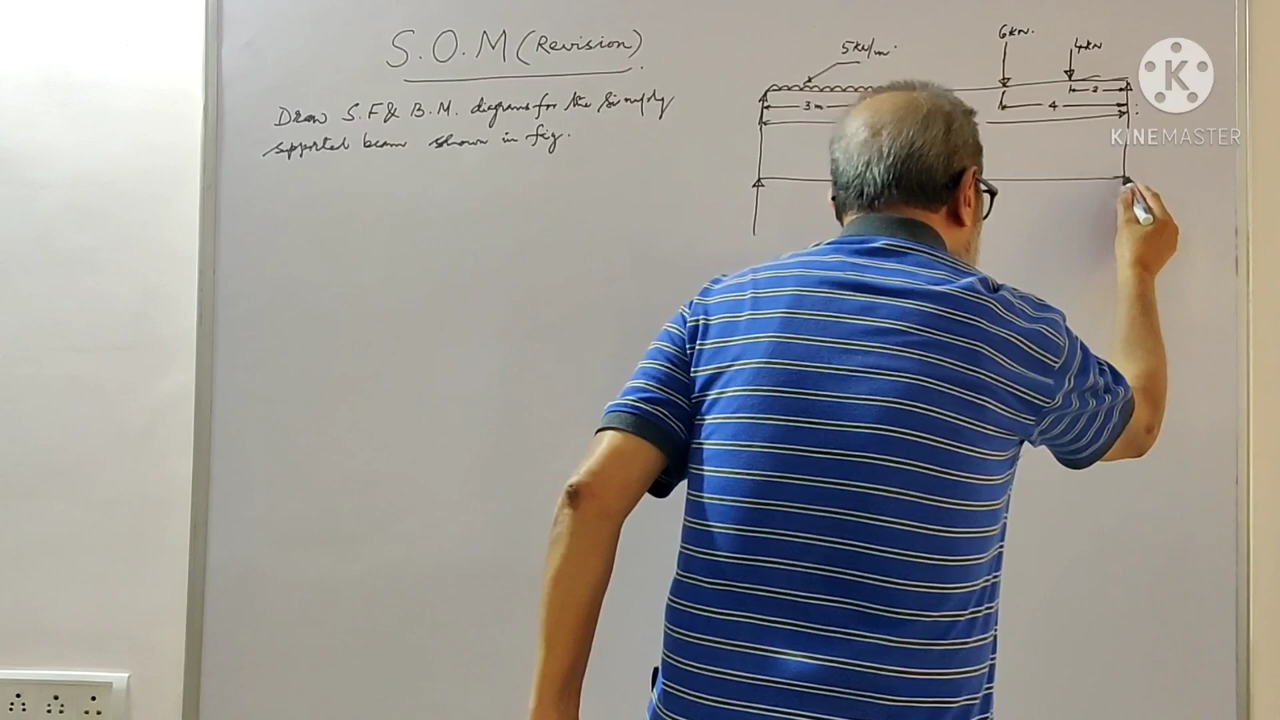 S.O.M (Revision)
Draw S.F & B.M. diagrams for the simply
supported beam shown in fig.
5kN/m.
6kN.
4kN
2
3m
4
K
KINEMASTER